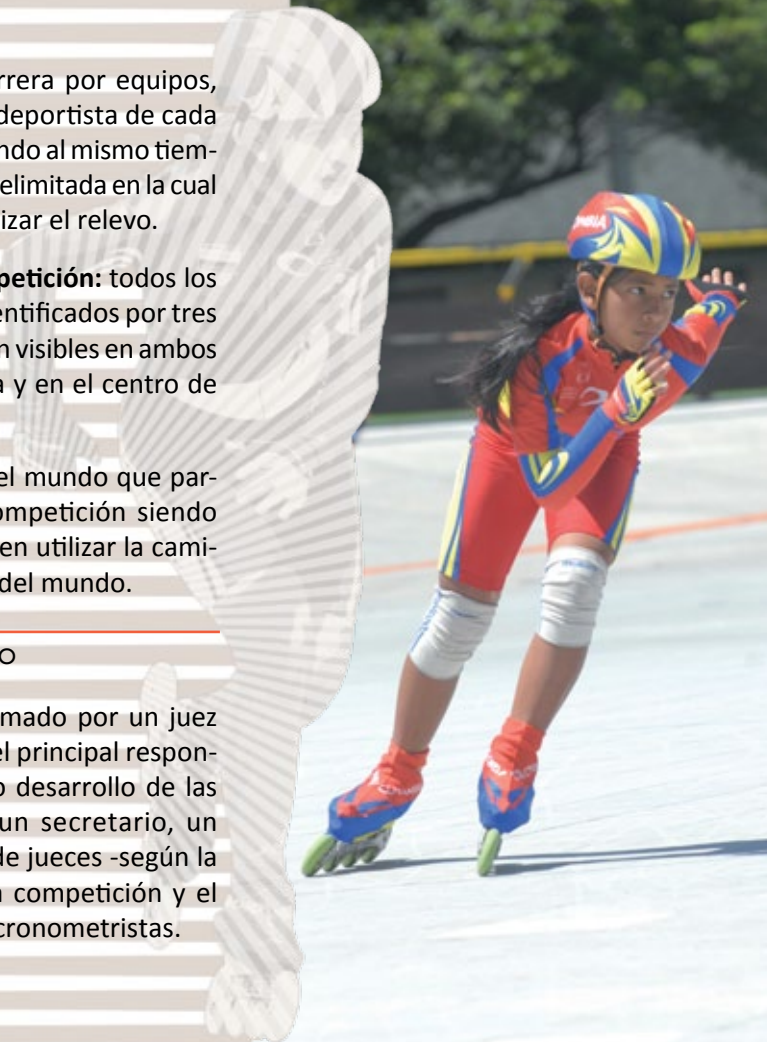 rrera por equipos,
deportista de cada
ndo al mismo tiem-
elimitada en la cual
izar el relevo.
petición: todos los
entificados por tres
n visibles en ambos
a y en el centro de
el mundo que par-
ompetición siendo
en utilizar la cami-
del mundo.
O
mado por un juez
el principal respon-
o desarrollo de las
un secretario, un
de jueces -según la
a competición y el
cronometristas.
OMBIA